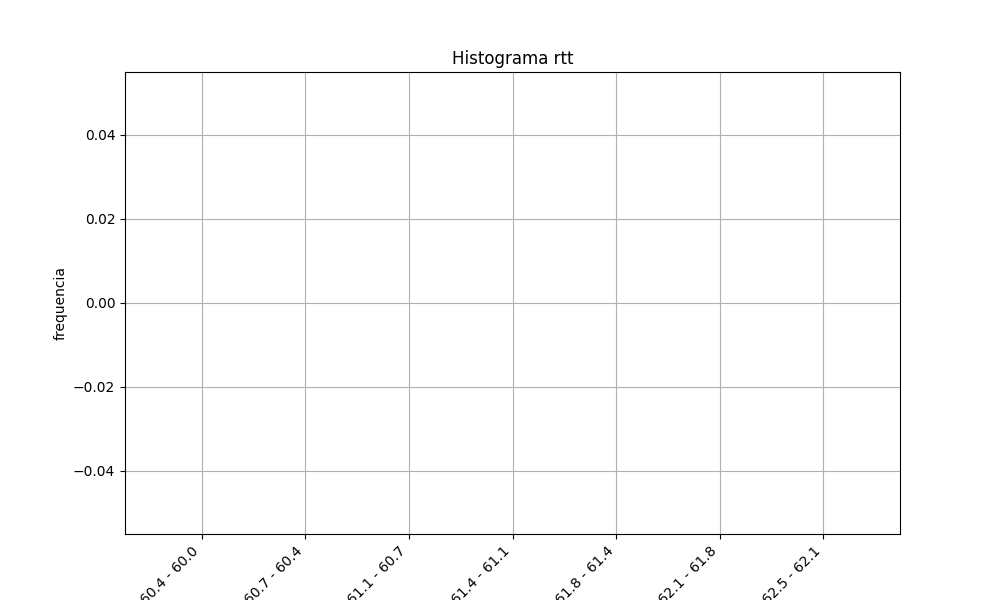 Histograma rtt
0.04
0.02
0.00
−0.02
−0.04
frequencia
60.4 - 60.0
60.7 - 60.4
61.1 - 60.7
61.4 - 61.1
61.8 - 61.4
62.1 - 61.8
62.5 - 62.1